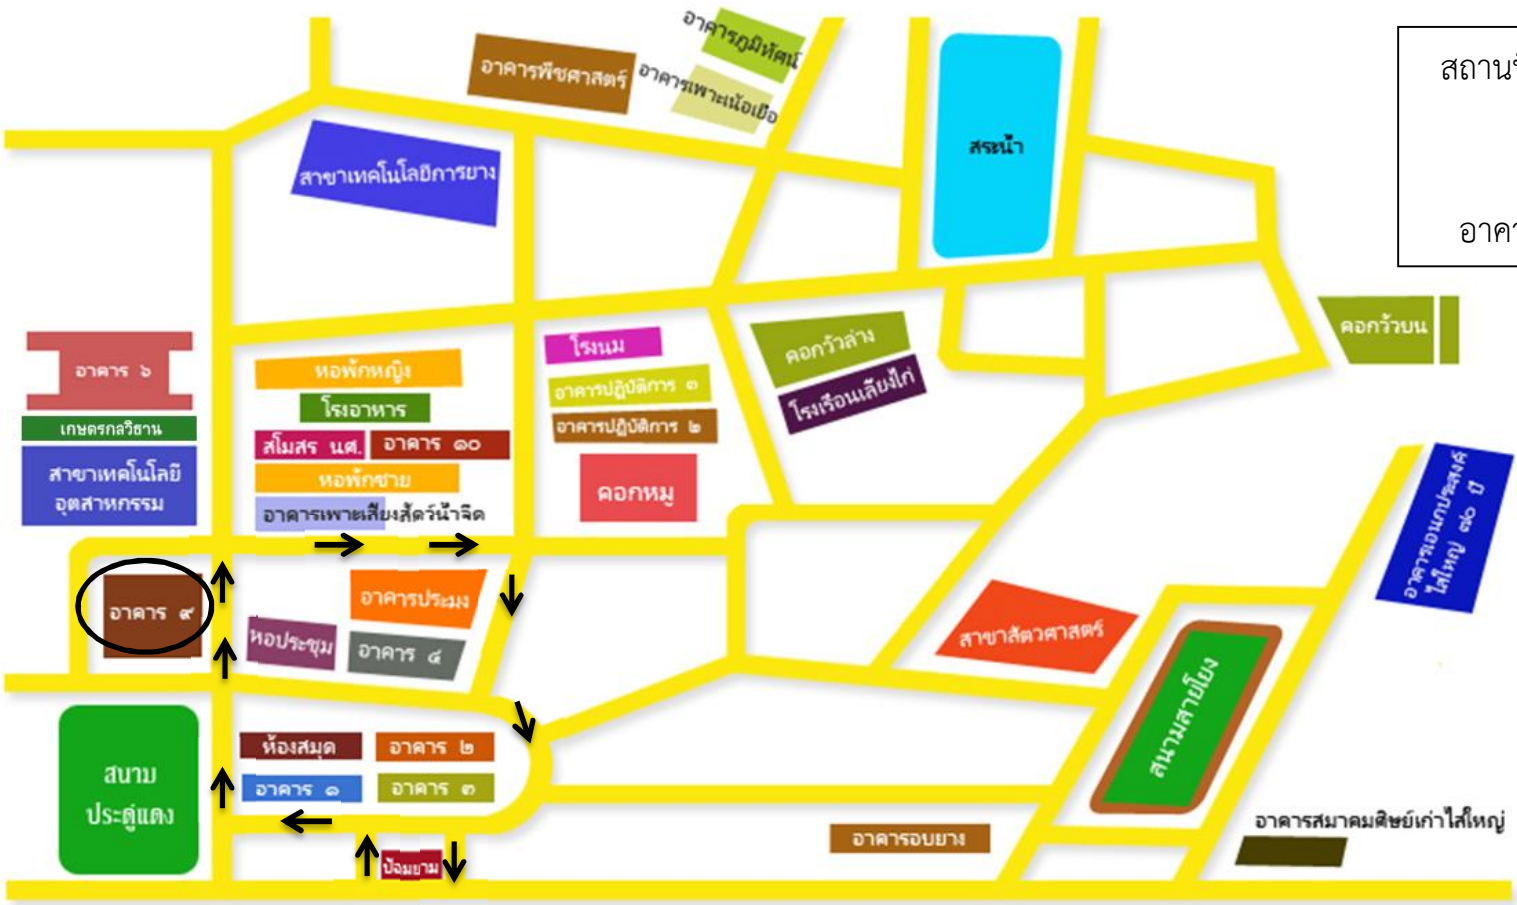 อาคารภูมิทัศน์
อาคารพืชศาสตร์
อาคารเพาะเนื้อเยื่อ
สระน้ำ
สาขาเทคโนโลยีการยาง
อาคาร ๖
เกษตรกลวิธาน
สาขาเทคโนโลยี
อุตสาหกรรม
หอพักหญิง
โรงอาหาร
สโมสร นศ.
อาคาร ๑๐
หอพักชาย
อาคารเพาะเลี้ยงสัตว์น้ำจืด
โรงนม
อาคารปฏิบัติการ ๓
อาคารปฏิบัติการ ๒
คอกหมู
คอกวัวล่าง
โรงเรือนเลี้ยงไก่
คอกวัวบน
อาคารเอนกประสงค์
ไสใหญ่ ๗๐ ปี
อาคาร ๙
หอประชุม
อาคารประมง
อาคาร ๔
สาขาสัตวศาสตร์
สนามสายโยง
สนาม
ประดู่แดง
ห้องสมุด
อาคาร ๒
อาคาร ๑
อาคาร ๓
ป้อมยาม
อาคารอบยาง
อาคารสมาคมศิษย์เก่าไสใหญ่